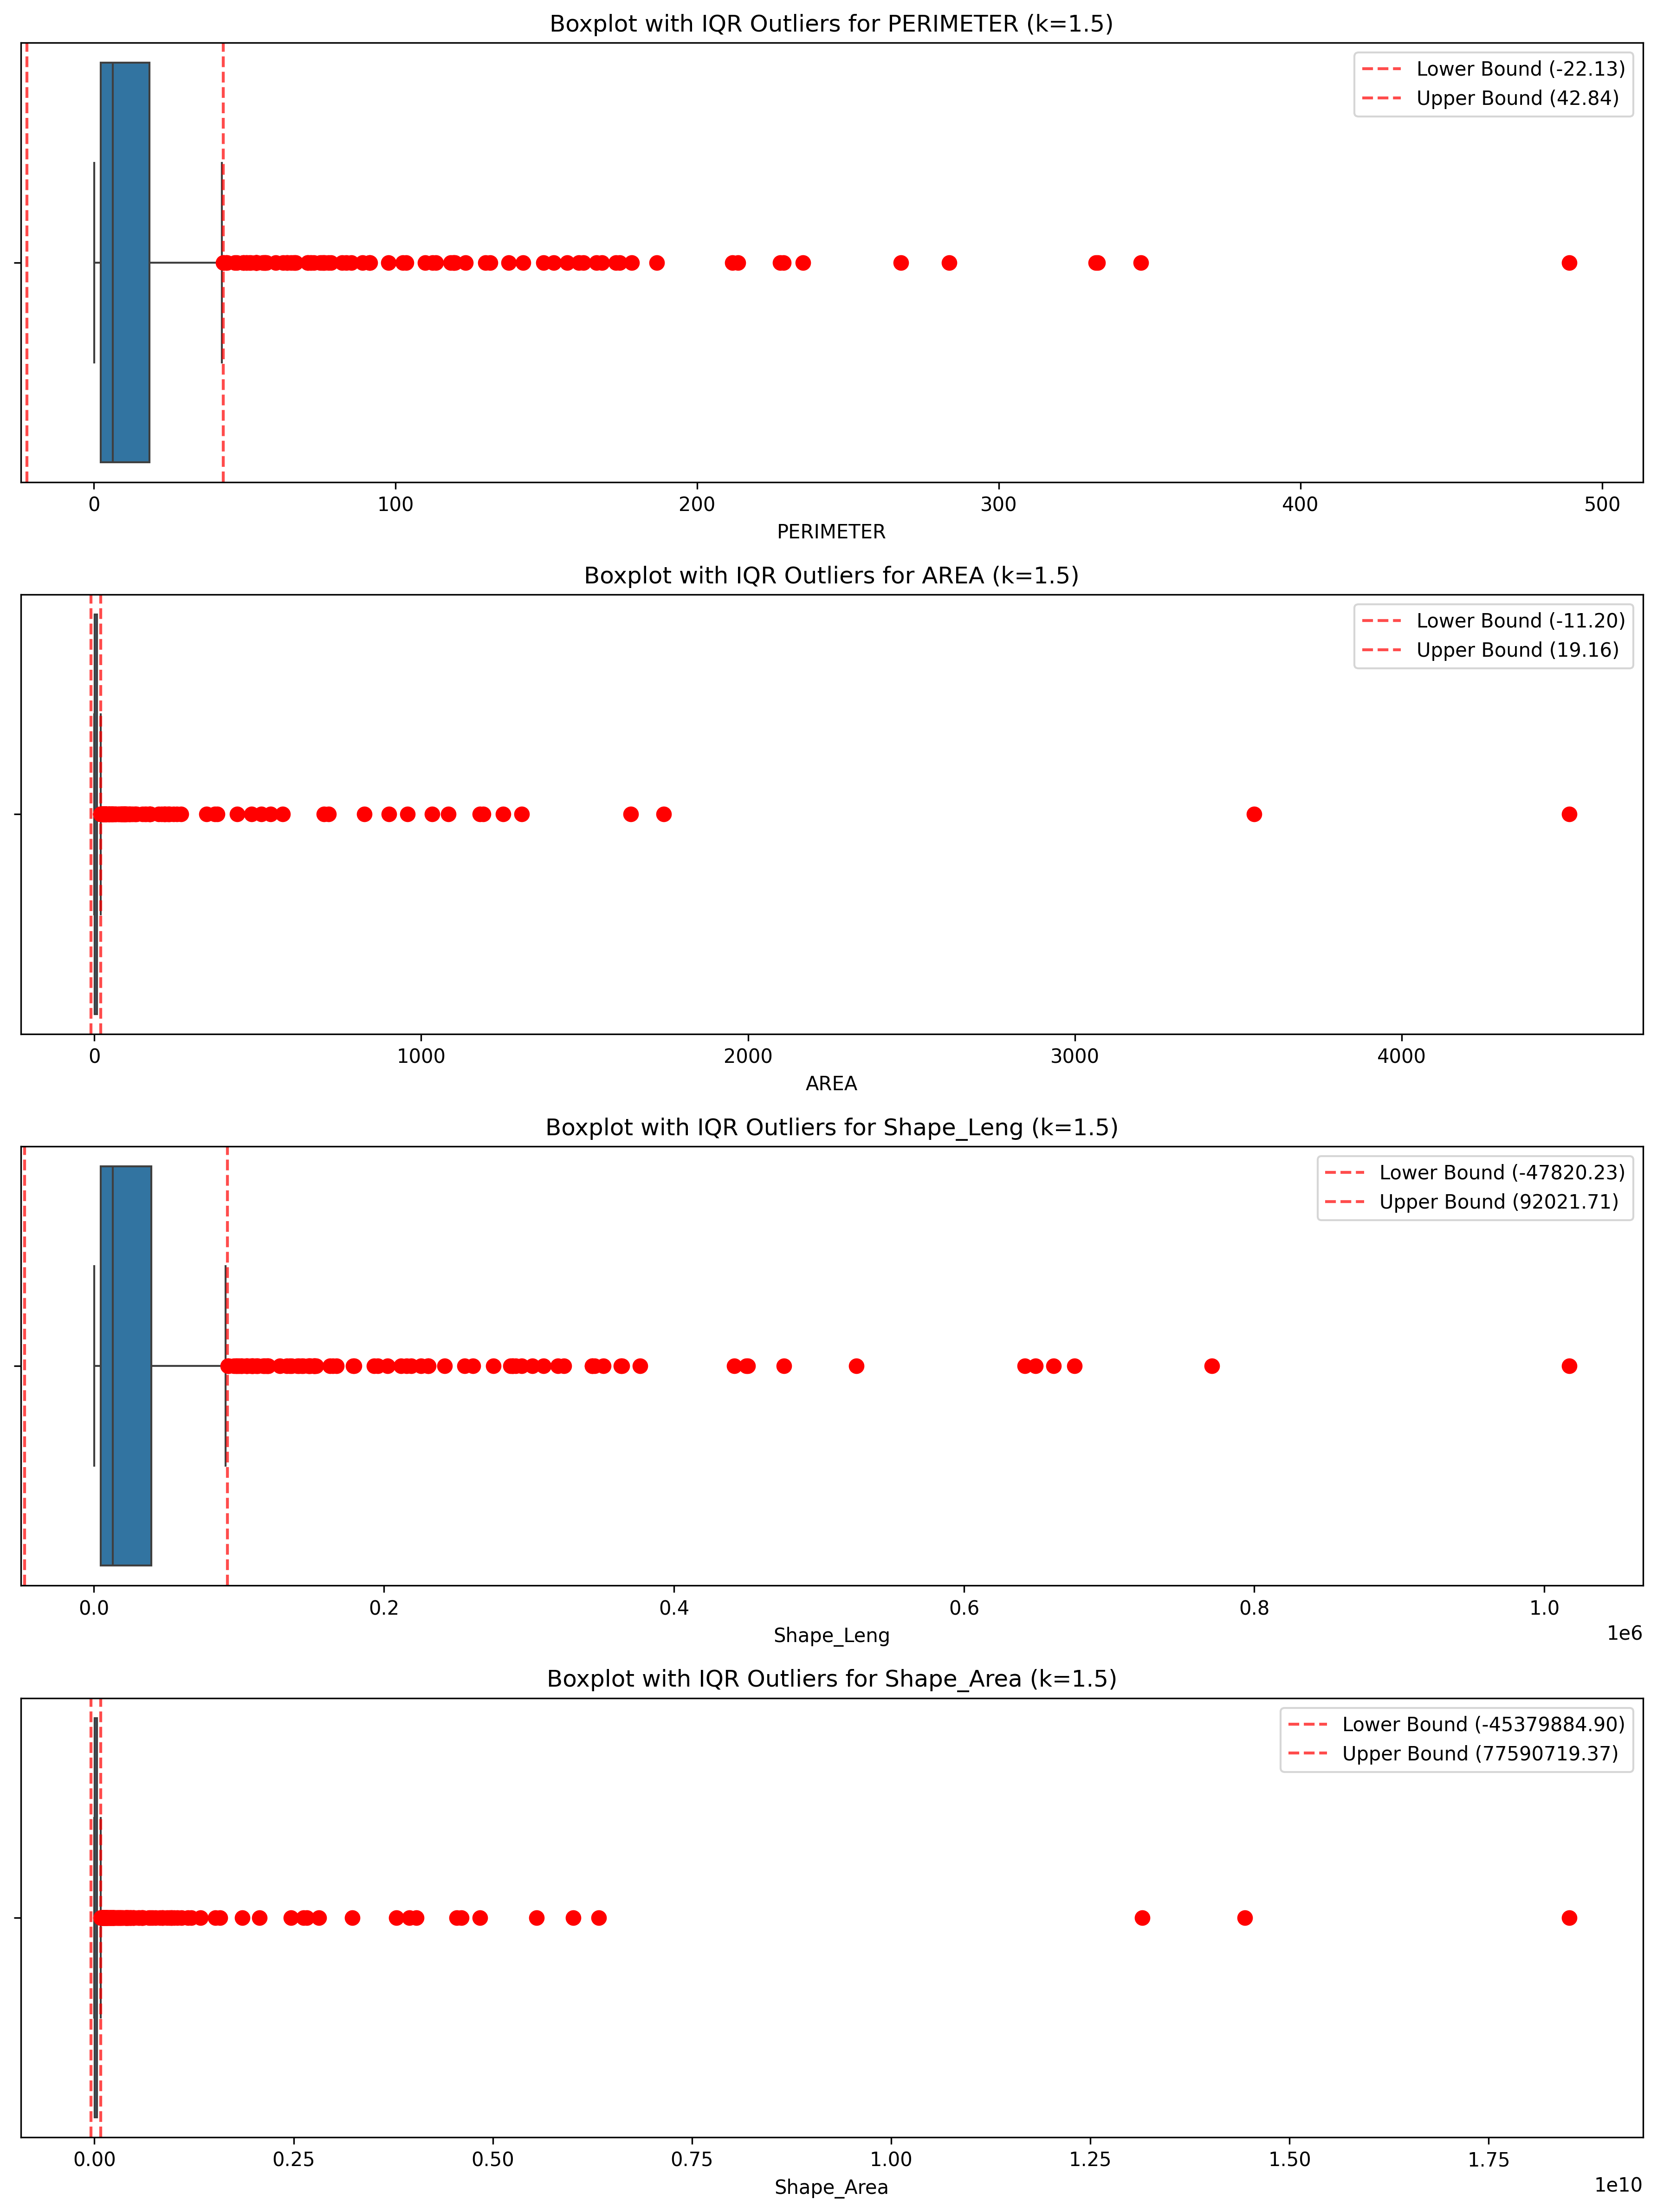 Boxplot with IQR Outliers for PERIMETER (k=1.5)
Lower Bound (-22.13)
Upper Bound (42.84)
0 100 200 300 400 500
PERIMETER
Boxplot with IQR Outliers for AREA (k=1.5)
Lower Bound (-11.20)
Upper Bound (19.16)
0 1000 2000 3000 4000
AREA
Boxplot with IQR Outliers for Shape_Leng (k=1.5)
Lower Bound (-47820.23)
Upper Bound (92021.71)
0.0 0.2 0.4 0.6 0.8 1.0
1e6
Shape_Leng
Boxplot with IQR Outliers for Shape_Area (k=1.5)
Lower Bound (-45379884.90)
Upper Bound (77590719.37)
0.00 0.25 0.50 0.75 1.00 1.25 1.50 1.75
1e10
Shape_Area